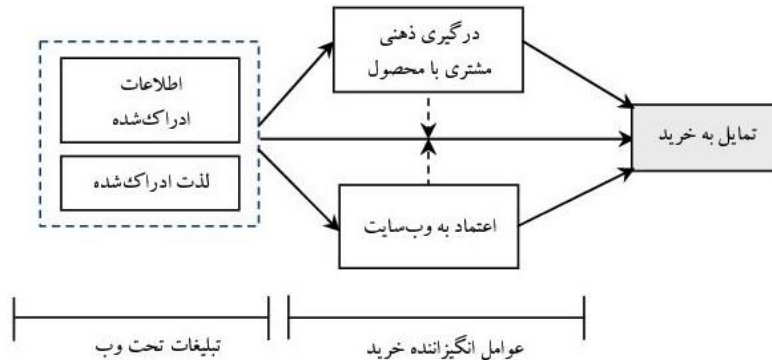 درگیری ذهنی
مشتری با محصول
اطلاعات
ادراک‌شده
تمایل به خرید
لذت ادراک‌شده
اعتماد به وب‌سایت
عوامل انگیزاننده خرید
تبلیغات تحت وب